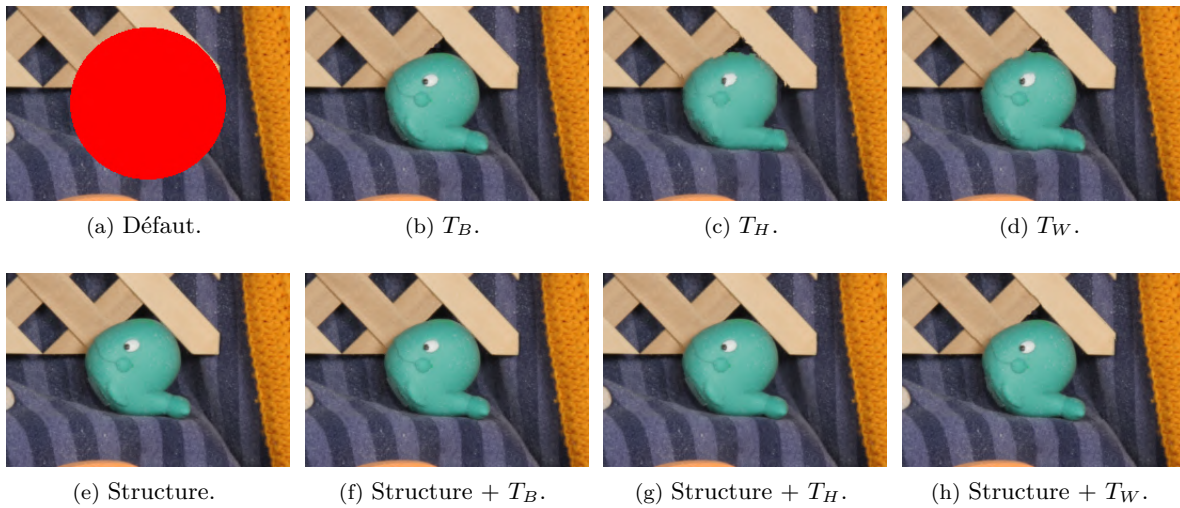 (a) Défaut.
(b) T_B.
(c) T_H.
(d) T_W.
(e) Structure.
(f) Structure + T_B.
(g) Structure + T_H.
(h) Structure + T_W.